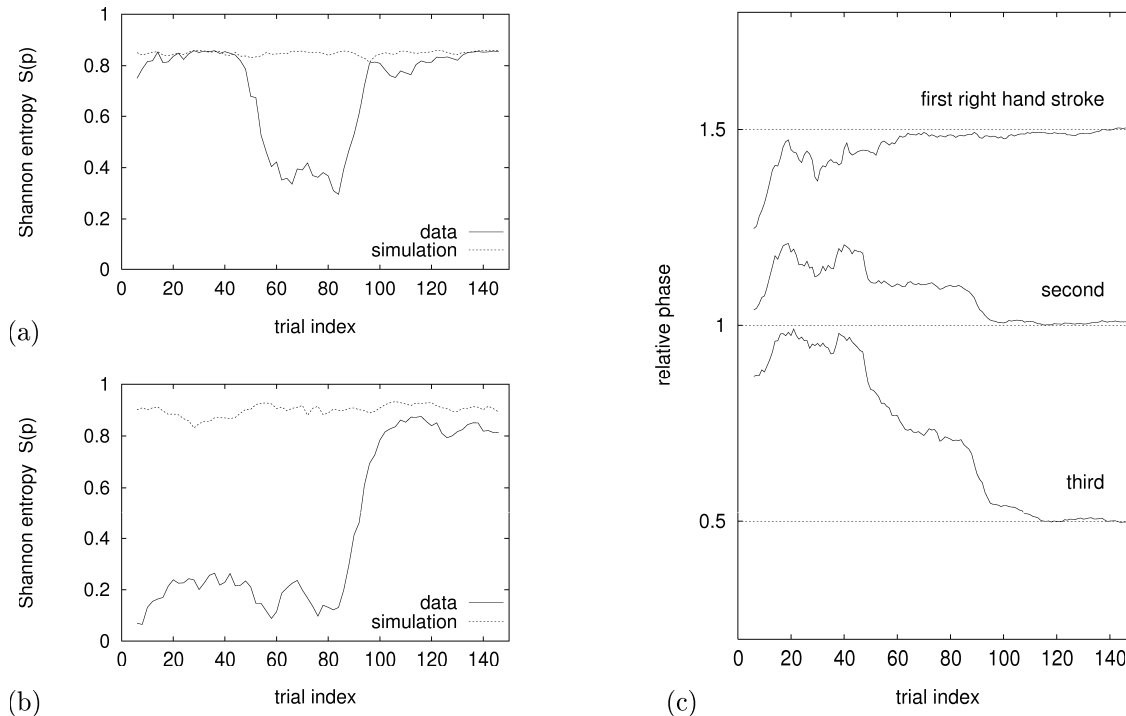 1
0.8
0.6
0.4
0.2
0
Shannon entropy S(p)
data
simulation
0 20 40 60 80 100 120 140
trial index
(a)
1
0.8
0.6
0.4
0.2
0
Shannon entropy S(p)
data
simulation
0 20 40 60 80 100 120 140
trial index
(b)
first right hand stroke
1.5
second
1
third
0.5
relative phase
0 20 40 60 80 100 120 140
trial index
(c)